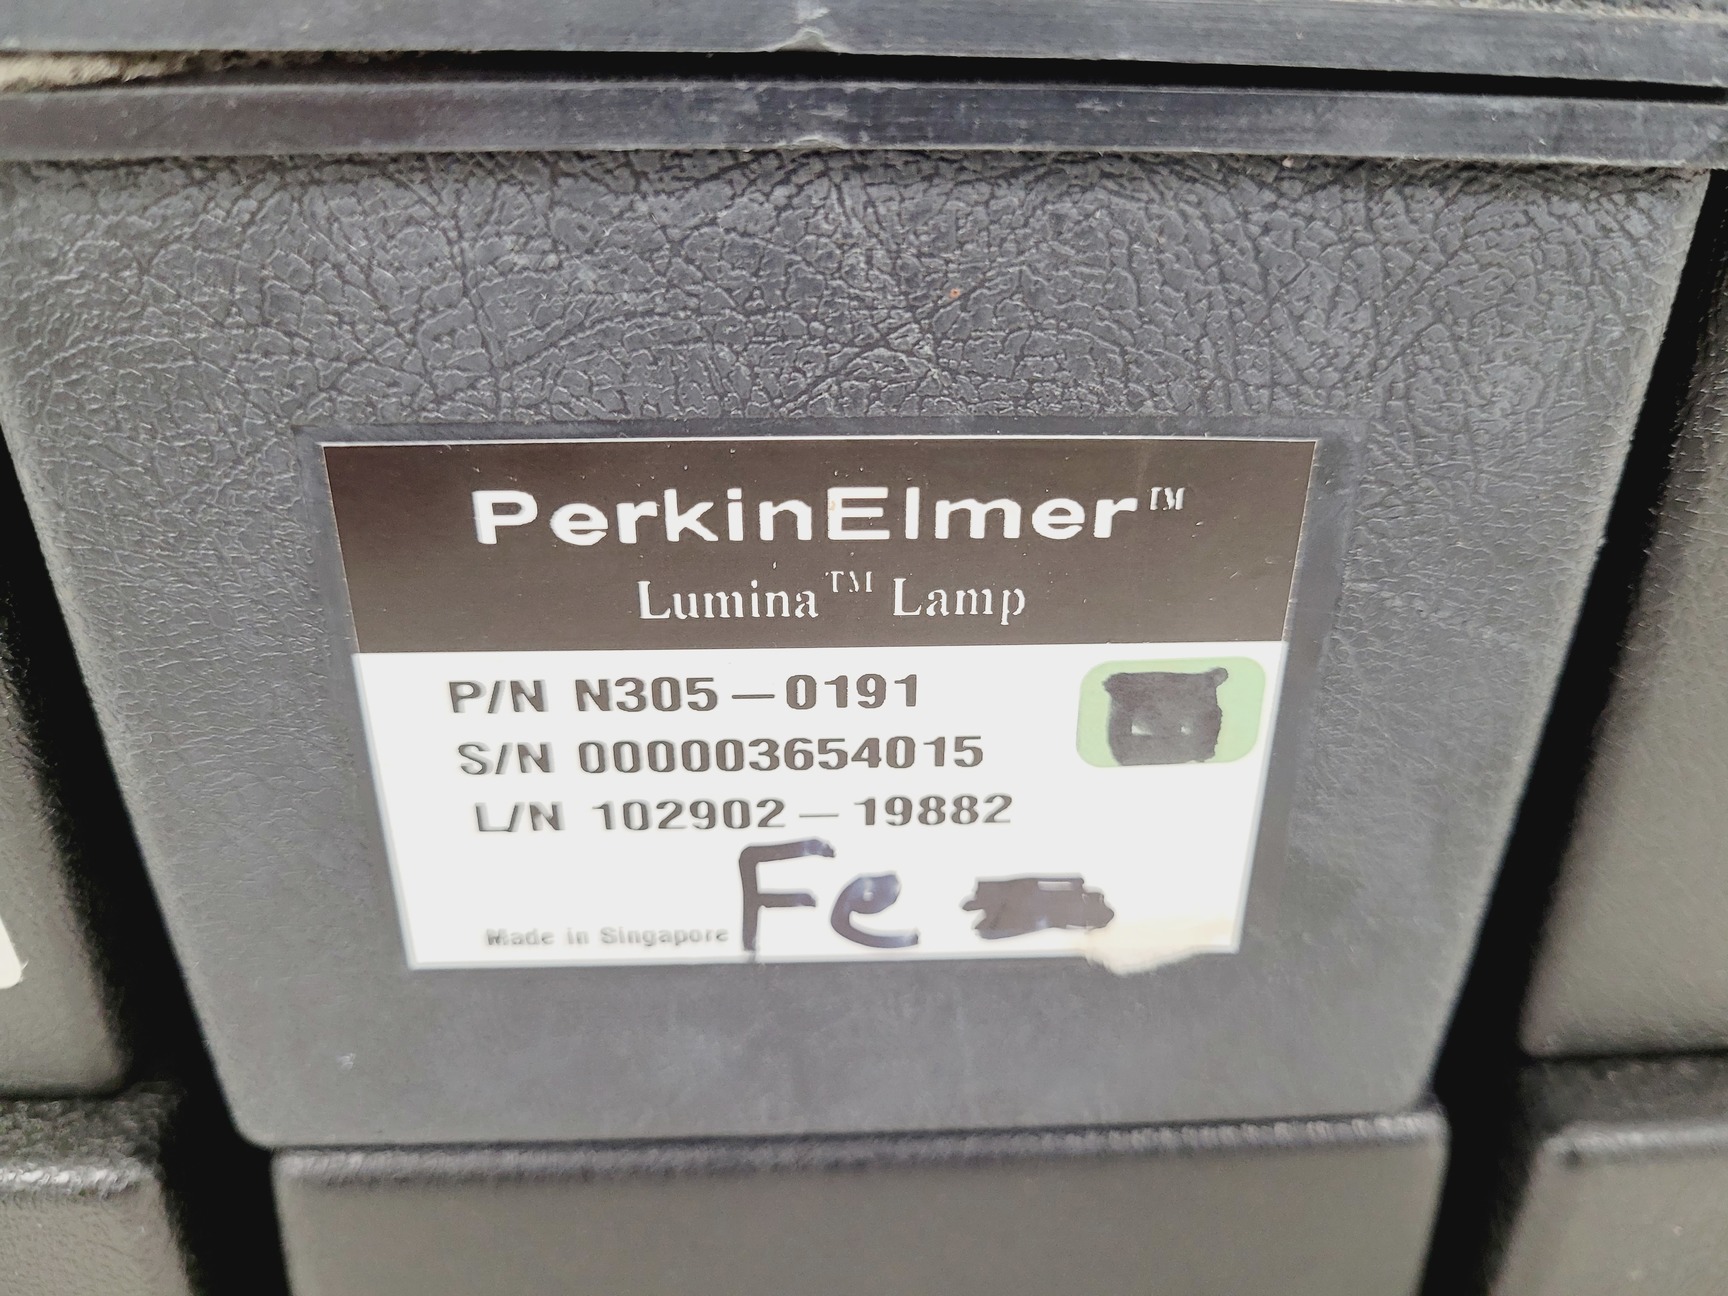 PerkinElmer™
Lumina™ Lamp
P/N N305-0191
S/N 000003654015
L/N 102902-19882
Fe
Made in Singapore